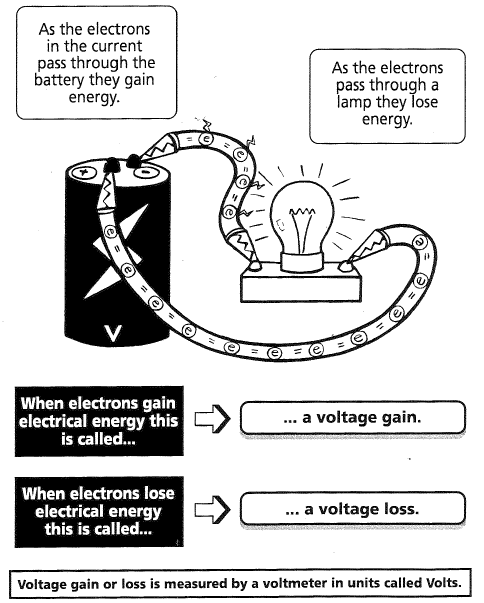 As the electrons
in the current
pass through the
battery they gain
energy.
As the electrons
pass through a
lamp they lose
energy.
+
-
e
e
e
e
e
e
e
e
e
e
e
e
e
e
V
When electrons gain
electrical energy this
is called...
... a voltage gain.
When electrons lose
electrical energy
this is called...
... a voltage loss.
Voltage gain or loss is measured by a voltmeter in units called Volts.